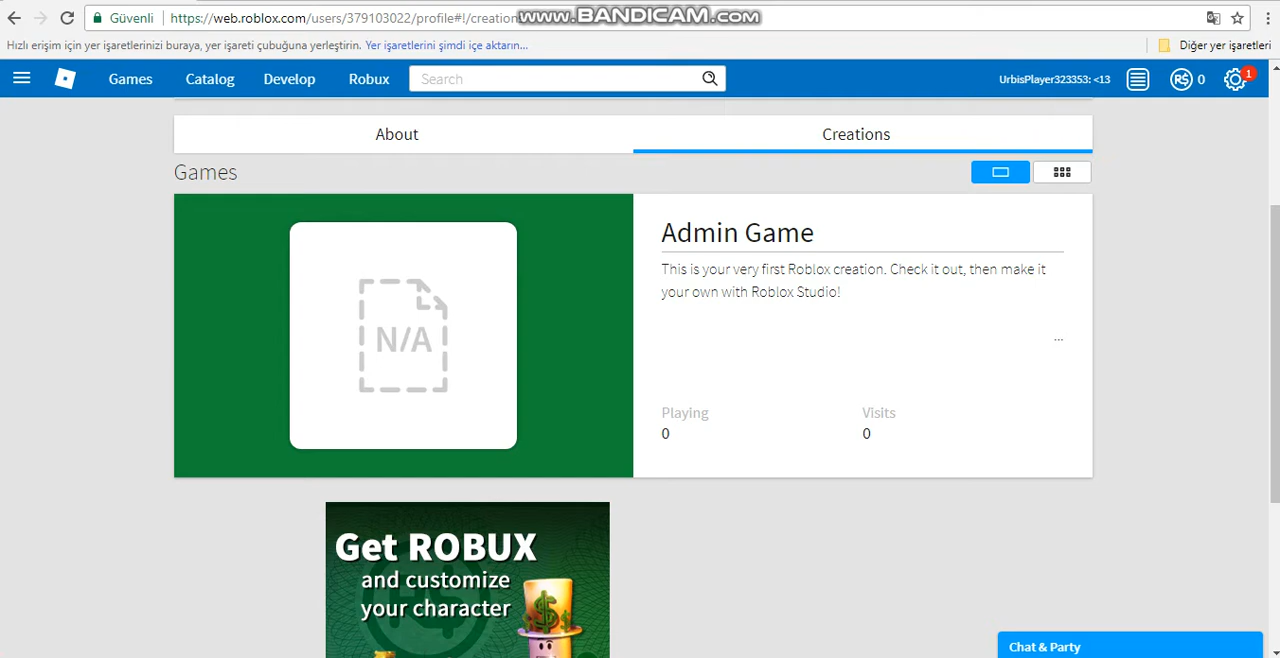 Güvenli
https://web.roblox.com/users/379103022/profile#!/creation
www.BANDICAM.com
Hızlı erişim için yer işaretlerinizi buraya, yer işareti çubuğuna yerleştirin. Yer işaretlerini şimdi içe aktarın...
Diğer yer işaretleri
Games
Catalog
Develop
Robux
Search
UrbisPlayer323353: <13
R$ 0
1
About
Creations
Games
N/A
Admin Game
This is your very first Roblox creation. Check it out, then make it
your own with Roblox Studio!
...
Playing
Visits
0
0
Get ROBUX
and customize
your character
Chat & Party